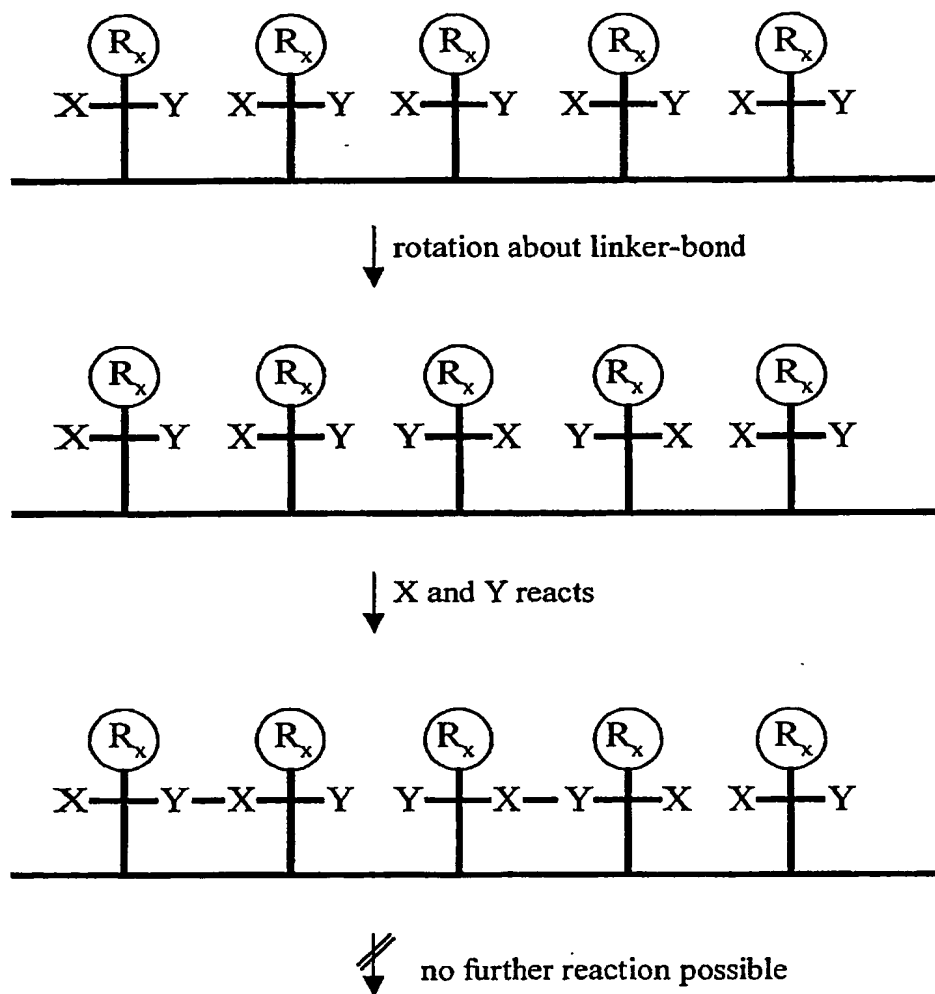 Rx Rx Rx Rx Rx
X Y X Y X Y X Y X Y
rotation about linker-bond
Rx Rx Rx Rx Rx
X Y X Y Y X Y X X Y
X and Y reacts
Rx Rx Rx Rx Rx
X Y X Y Y X Y X X Y
no further reaction possible